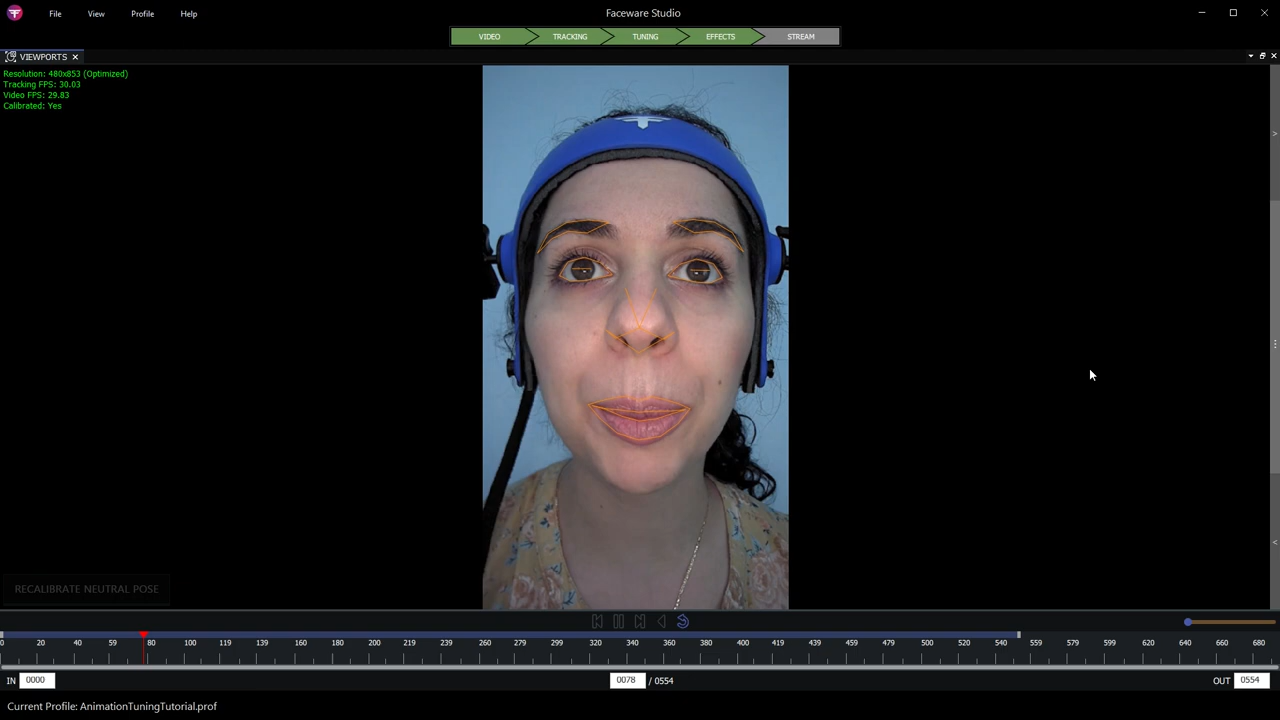 File View Profile Help Faceware Studio
VIDEO TRACKING TUNING EFFECTS STREAM
VIEWPORTS
Resolution: 480x853 (Optimized)
Tracking FPS: 30.03
Video FPS: 29.83
Calibrated: Yes
RECALIBRATE NEUTRAL POSE
0 20 40 59 80 100 119 139 160 180 200 220 239 260 279 299 320 340 360 380 400 419 439 459 480 500 520 540 559 579 599 620 640 660 680
IN 0000 0078 / 0554 OUT 0554
Current Profile: AnimationTuningTutorial.prof